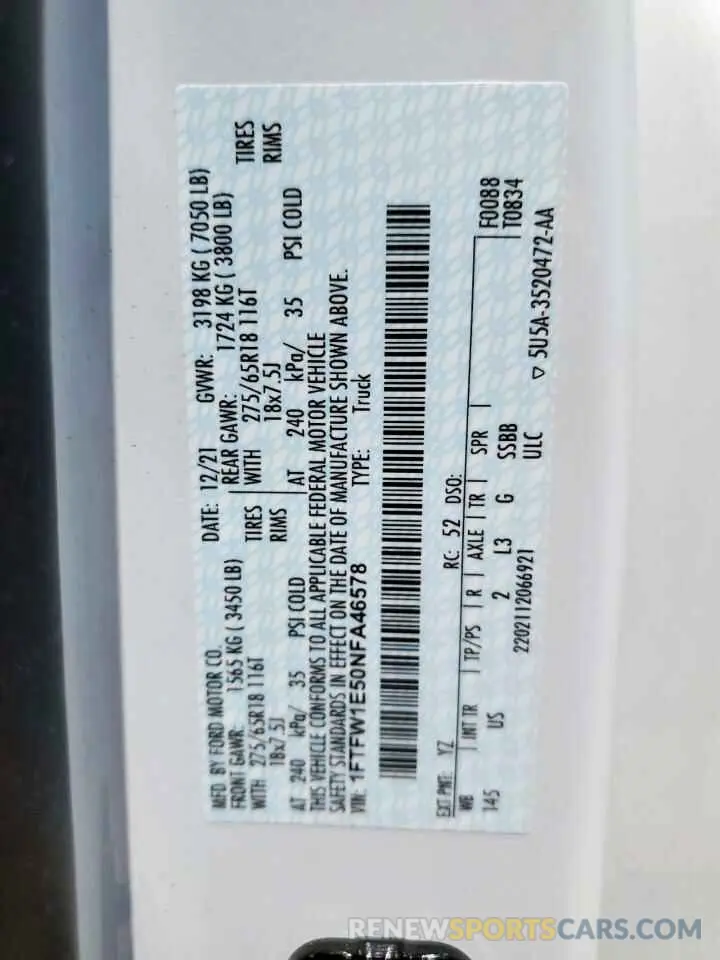 MFD BY FORD MOTOR CO. DATE: 12/21 GVWR: 3198 KG ( 7050 LB)
FRONT GAWR: 1565 KG ( 3450 LB) REAR GAWR: 1724 KG ( 3800 LB)
WITH 275/65R18 116T TIRES WITH 275/65R18 116T TIRES
18x7.5J RIMS 18x7.5J RIMS
AT 240 kPa/ 35 PSI COLD AT 240 kPa/ 35 PSI COLD
THIS VEHICLE CONFORMS TO ALL APPLICABLE FEDERAL MOTOR VEHICLE
SAFETY STANDARDS IN EFFECT ON THE DATE OF MANUFACTURE SHOWN ABOVE.
VIN: 1FTFW1E50NFA46578 TYPE: Truck
EXT PNT: YZ RC: 52 DSO:
WB INT TR TP/PS R AXLE TR SPR F0088
145 US 2 L3 G SSBB T0834
2202112066921 ULC
▽ 5U5A-3520472-AA
RENEWSPORTSCARS.COM